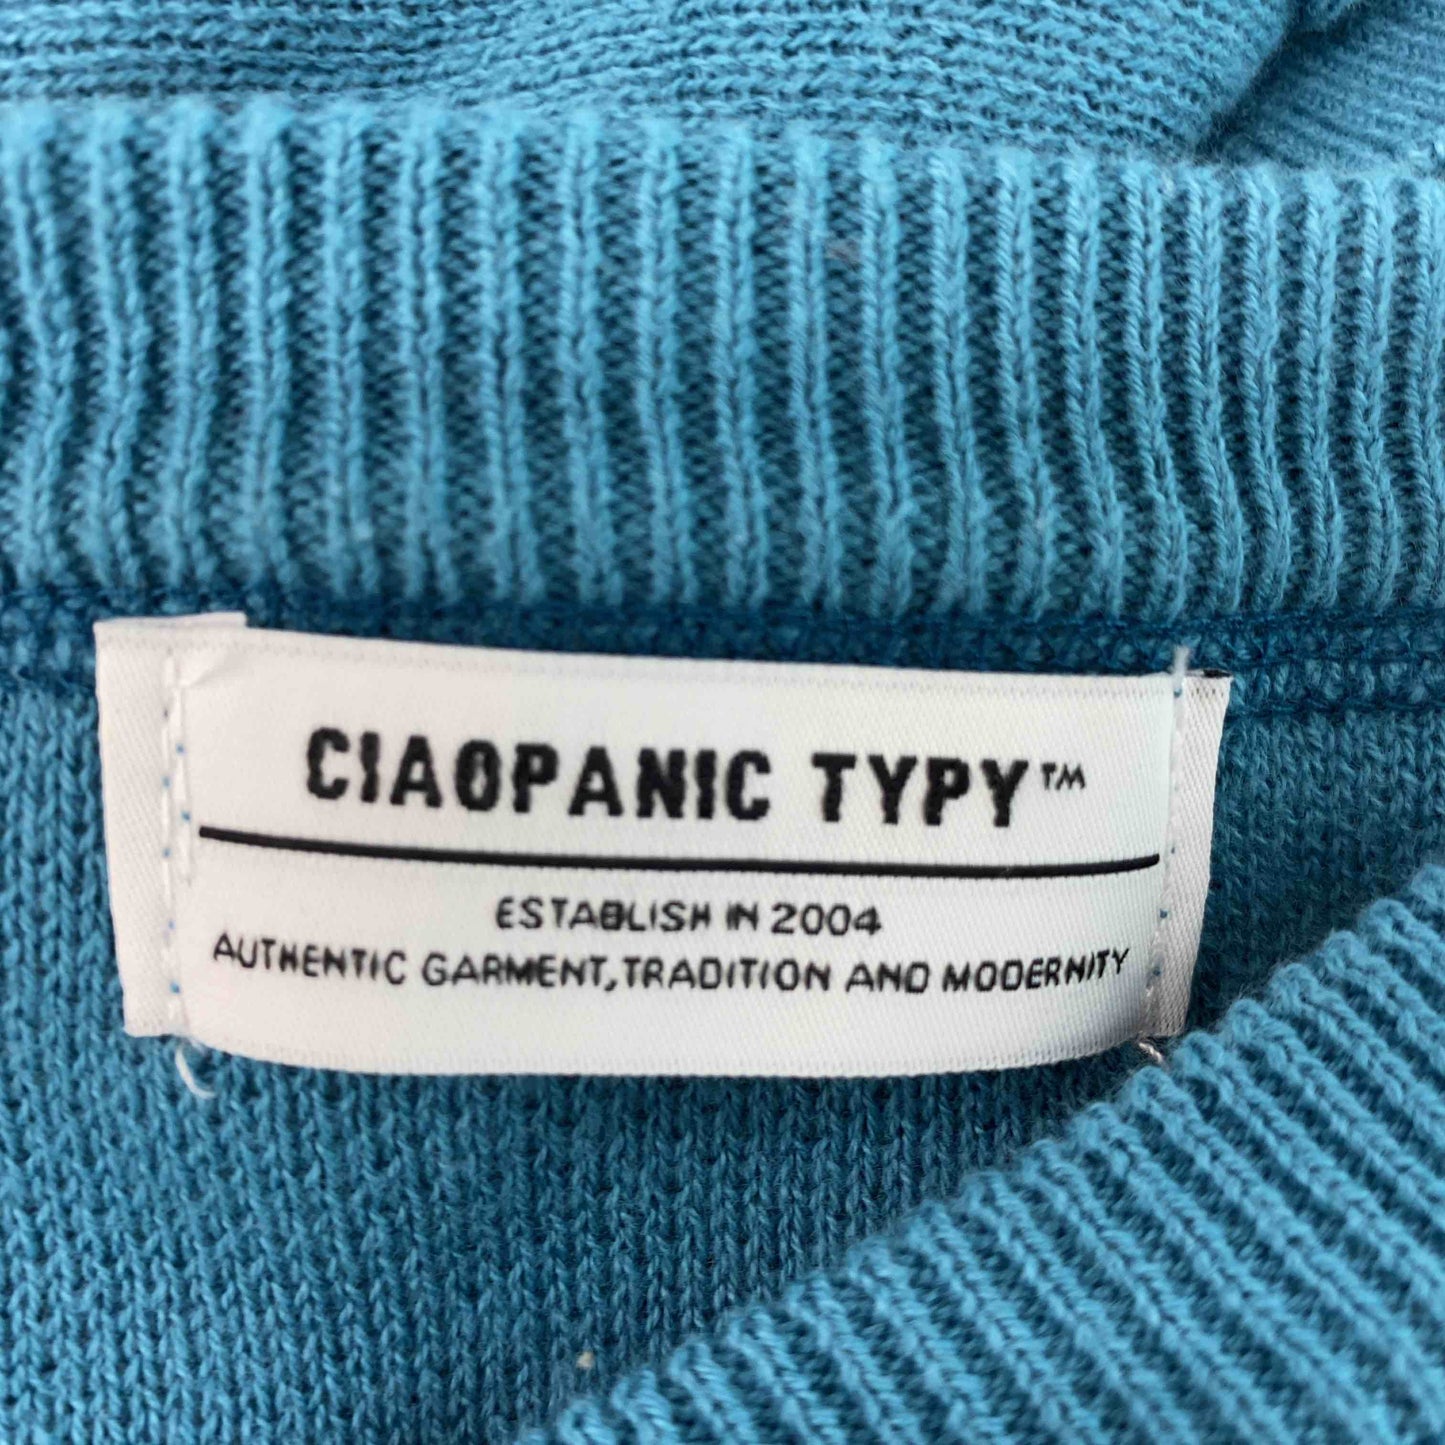 CIAOPANIC TYPY™
ESTABLISH IN 2004
AUTHENTIC GARMENT,TRADITION AND MODERNITY